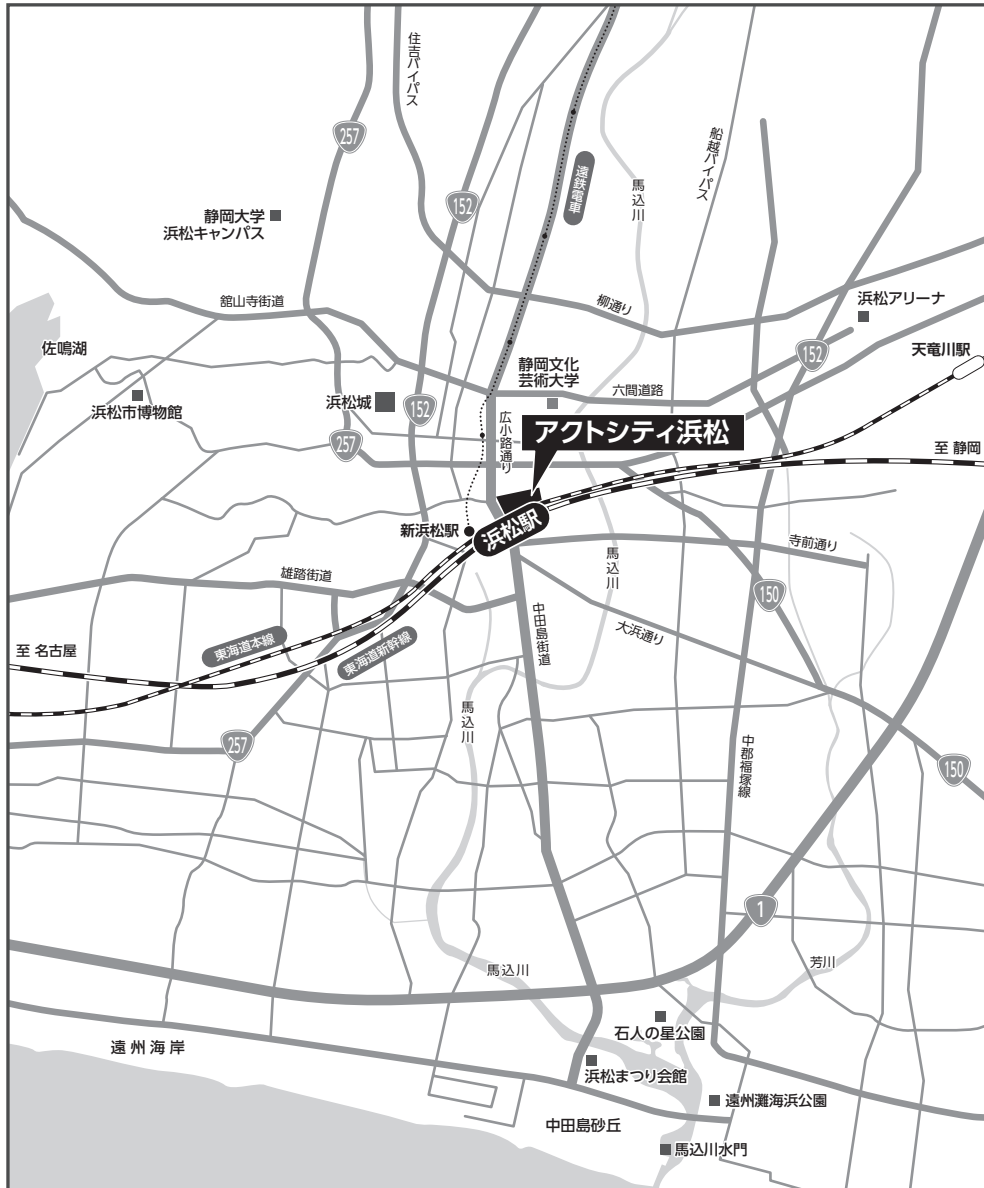 住吉バイパス
257
船越バイパス
遠鉄電車
馬込川
152
静岡大学
浜松キャンパス
舘山寺街道
柳通り
浜松アリーナ
佐鳴湖
152
天竜川駅
静岡文化
芸術大学
六間道路
浜松市博物館
浜松城
152
広小路通り
アクトシティ浜松
257
至 静岡
新浜松駅
浜松駅
寺前通り
馬込川
雄踏街道
150
中田島街道
大浜通り
至 名古屋
東海道本線
東海道新幹線
馬込川
257
中郡福塚線
150
1
馬込川
芳川
石人の星公園
遠州海岸
浜松まつり会館
遠州灘海浜公園
中田島砂丘
馬込川水門